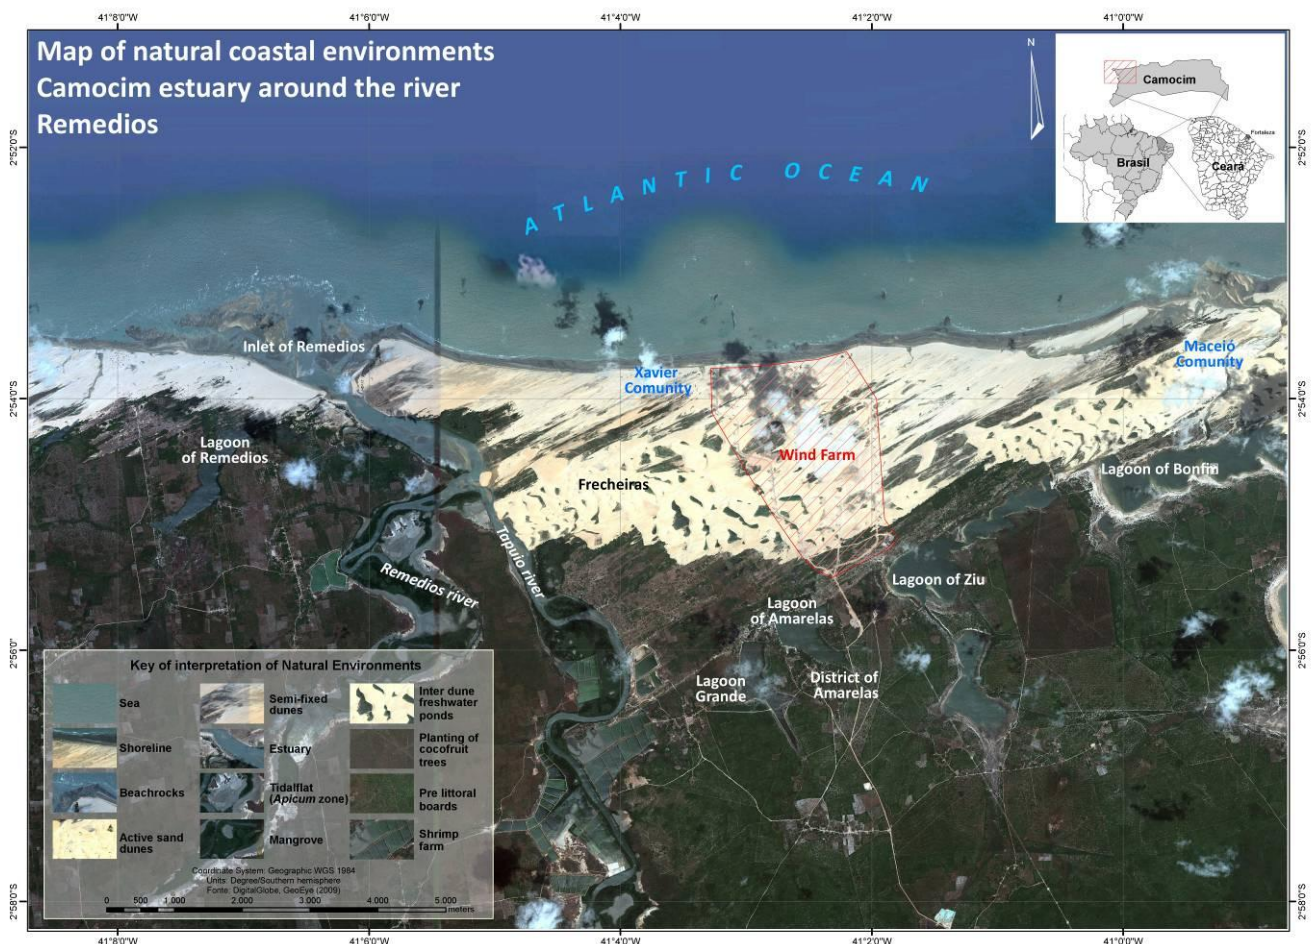 41°8'0"W
41°6'0"W
41°4'0"W
41°2'0"W
41°0'0"W
Map of natural coastal environments
Camocim estuary around the river
Remedios
N
Camocim
Brasil
Ceará
Fortaleza
2°52'0"S
2°52'0"S
ATLANTIC OCEAN
Inlet of Remedios
Xavier
Comunity
Maceió
Comunity
2°54'0"S
2°54'0"S
Lagoon
of Remedios
Wind Farm
Frecheiras
Lagoon of Bonfin
Tapuio river
Remedios river
Lagoon of Ziu
Lagoon
of Amarelas
2°56'0"S
2°56'0"S
Lagoon
Grande
District of
Amarelas
Key of interpretation of Natural Environments
Sea
Semi-fixed
dunes
Inter dune
freshwater
ponds
Shoreline
Estuary
Planting of
cocofruit
trees
Beachrocks
Tidalflat
(Apicum zone)
Pre littoral
boards
Active sand
dunes
Mangrove
Shrimp
farm
Coordinate System: Geographic WGS 1984
Units: Degree/Southern hemisphere
Fonte: DigitalGlobe, GeoEye (2009)
0 500 1.000 2.000 3.000 4.000 5.000
meters
2°58'0"S
2°58'0"S
41°8'0"W
41°6'0"W
41°4'0"W
41°2'0"W
41°0'0"W